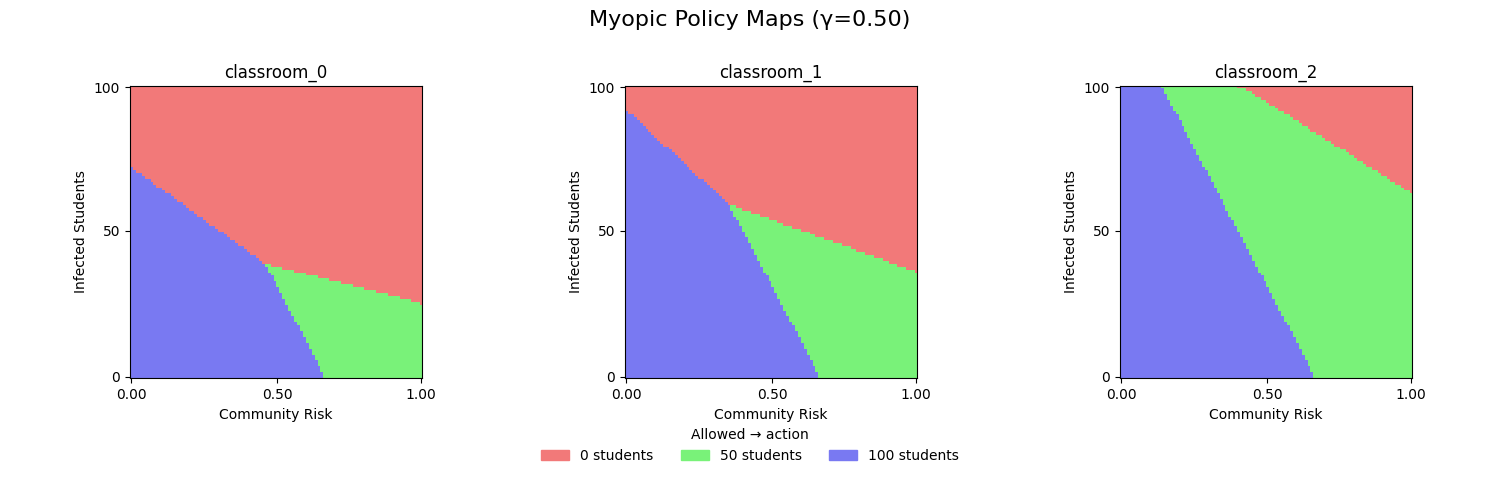 Myopic Policy Maps (γ=0.50)
classroom_0
100
50
0
Infected Students
0.00 0.50 1.00
Community Risk
classroom_1
100
50
0
Infected Students
0.00 0.50 1.00
Community Risk
classroom_2
100
50
0
Infected Students
0.00 0.50 1.00
Community Risk
Allowed → action
0 students 50 students 100 students